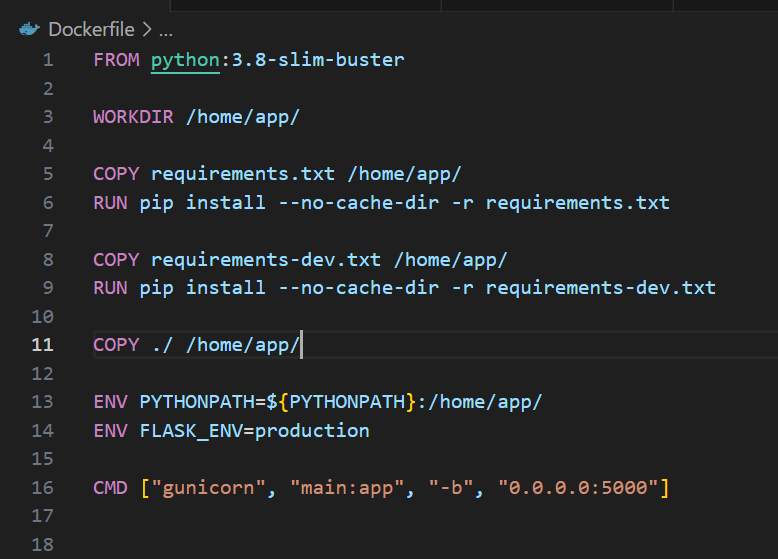 Dockerfile > ...
1 FROM python:3.8-slim-buster
2
3 WORKDIR /home/app/
4
5 COPY requirements.txt /home/app/
6 RUN pip install --no-cache-dir -r requirements.txt
7
8 COPY requirements-dev.txt /home/app/
9 RUN pip install --no-cache-dir -r requirements-dev.txt
10
11 COPY ./ /home/app/
12
13 ENV PYTHONPATH=${PYTHONPATH}:/home/app/
14 ENV FLASK_ENV=production
15
16 CMD ["gunicorn", "main:app", "-b", "0.0.0.0:5000"]
17
18